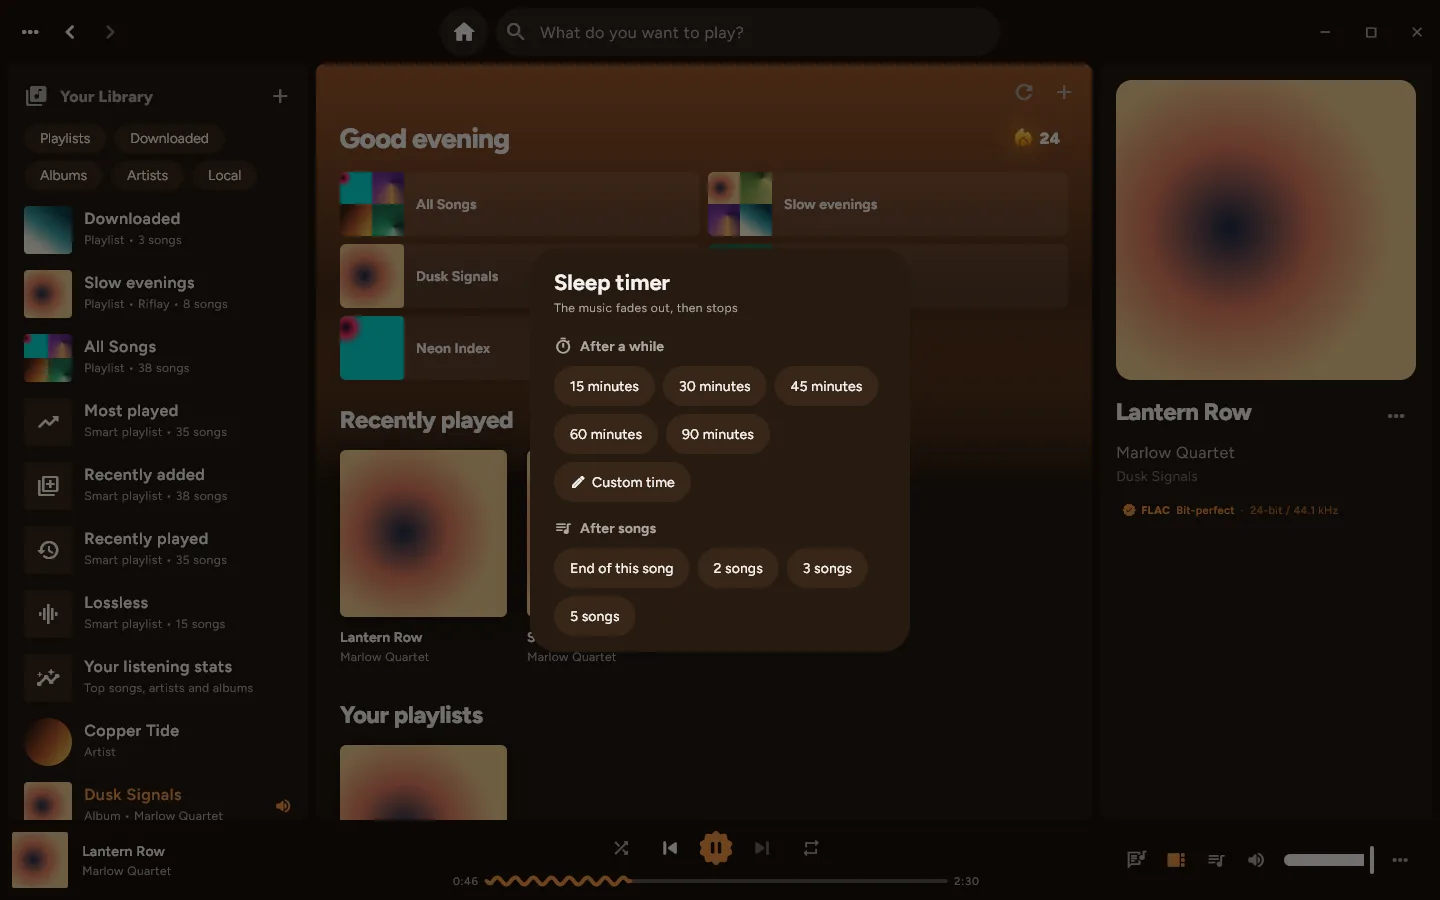 What do you want to play?
Your Library
Playlists
Downloaded
Albums
Artists
Local
Downloaded
Playlist • 3 songs
Slow evenings
Playlist • Riflay • 8 songs
All Songs
Playlist • 38 songs
Most played
Smart playlist • 35 songs
Recently added
Smart playlist • 38 songs
Recently played
Smart playlist • 35 songs
Lossless
Smart playlist • 15 songs
Your listening stats
Top songs, artists and albums
Copper Tide
Artist
Dusk Signals
Album • Marlow Quartet
Good evening
24
All Songs
Slow evenings
Dusk Signals
Neon Index
Recently played
Lantern Row
Marlow Quartet
Marlow Quartet
Your playlists
Sleep timer
The music fades out, then stops
After a while
15 minutes
30 minutes
45 minutes
60 minutes
90 minutes
Custom time
After songs
End of this song
2 songs
3 songs
5 songs
Lantern Row
Marlow Quartet
Dusk Signals
FLAC Bit-perfect · 24-bit / 44.1 kHz
Lantern Row
Marlow Quartet
0:46
2:30